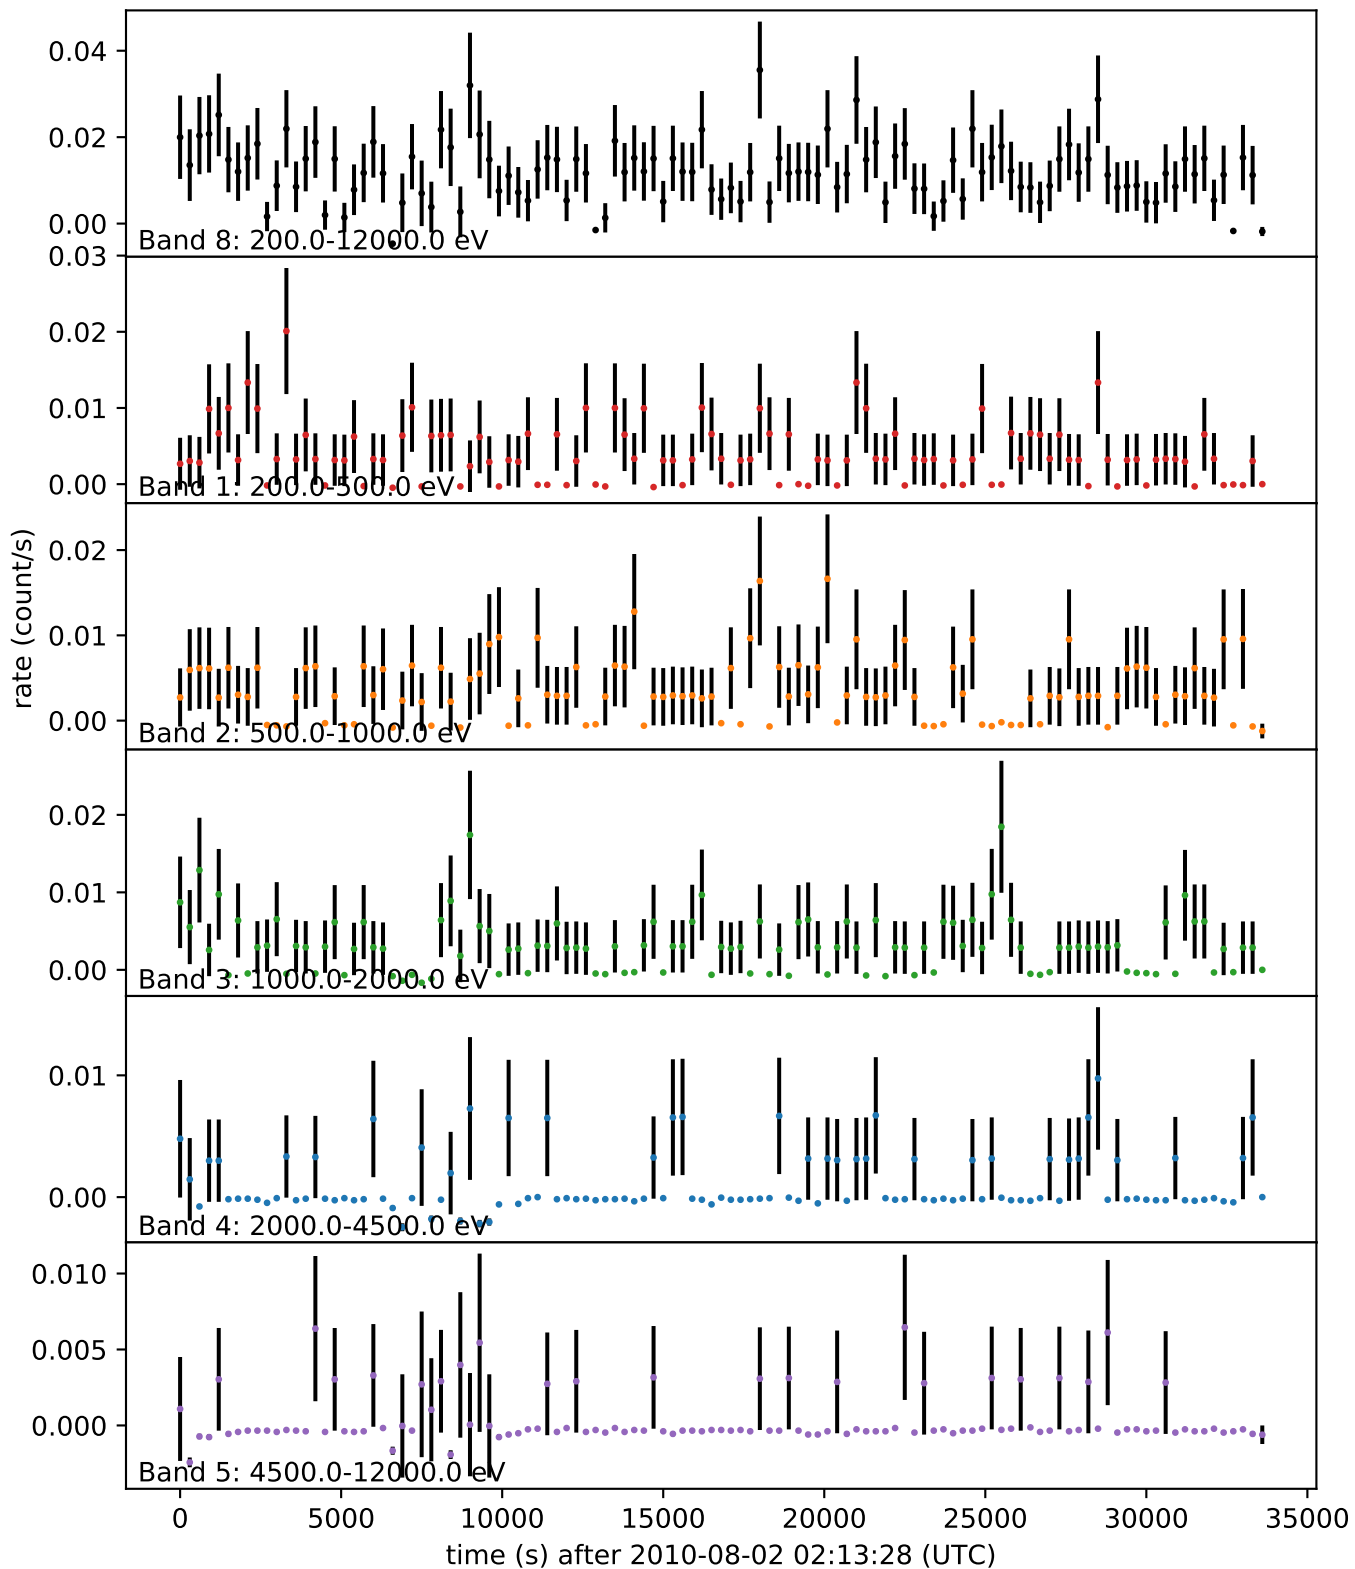 0.04
0.02
0.00
Band 8: 200.0-12000.0 eV
0.03
0.02
0.01
0.00
Band 1: 200.0-500.0 eV
rate (count/s)
0.02
0.01
0.00
Band 2: 500.0-1000.0 eV
0.02
0.01
0.00
Band 3: 1000.0-2000.0 eV
0.01
0.00
Band 4: 2000.0-4500.0 eV
0.010
0.005
0.000
Band 5: 4500.0-12000.0 eV
0 5000 10000 15000 20000 25000 30000 35000
time (s) after 2010-08-02 02:13:28 (UTC)